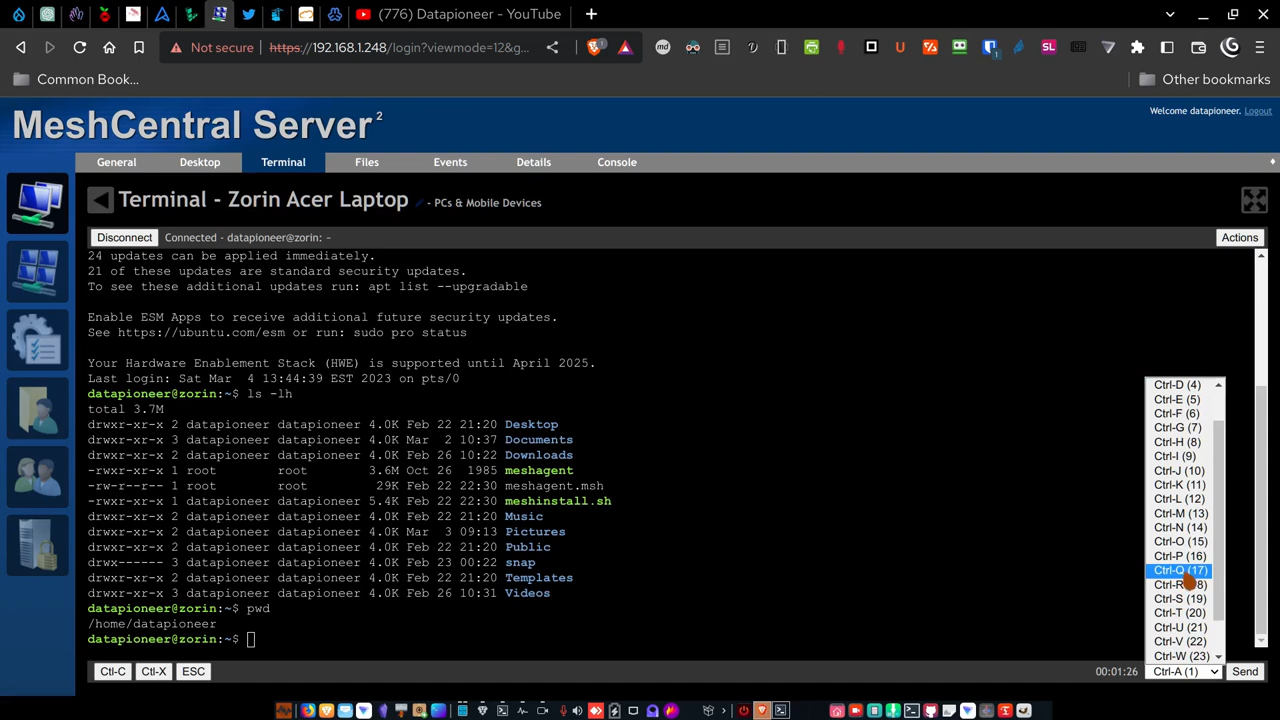 (776) Datapioneer - YouTube
Not secure
https://192.168.1.248/login?viewmode=12&g...
Common Book...
Other bookmarks
MeshCentral Server 2
Welcome datapioneer. Logout
General Desktop Terminal Files Events Details Console
Terminal - Zorin Acer Laptop - PCs & Mobile Devices
Disconnect Connected - datapioneer@zorin: ~ Actions
24 updates can be applied immediately.
21 of these updates are standard security updates.
To see these additional updates run: apt list --upgradable
Enable ESM Apps to receive additional future security updates.
See https://ubuntu.com/esm or run: sudo pro status
Your Hardware Enablement Stack (HWE) is supported until April 2025.
Last login: Sat Mar  4 13:44:39 EST 2023 on pts/0
datapioneer@zorin:~$ ls -lh
total 3.7M
drwxr-xr-x 2 datapioneer datapioneer 4.0K Feb 22 21:20 Desktop
drwxr-xr-x 3 datapioneer datapioneer 4.0K Mar  2 10:37 Documents
drwxr-xr-x 2 datapioneer datapioneer 4.0K Feb 26 10:22 Downloads
-rwxr-xr-x 1 root        root        3.6M Oct 26  1985 meshagent
-rw-r--r-- 1 root        root         29K Feb 22 22:30 meshagent.msh
-rwxr-xr-x 1 datapioneer datapioneer 5.4K Feb 22 22:30 meshinstall.sh
drwxr-xr-x 2 datapioneer datapioneer 4.0K Feb 22 21:20 Music
drwxr-xr-x 2 datapioneer datapioneer 4.0K Mar  3 09:13 Pictures
drwxr-xr-x 2 datapioneer datapioneer 4.0K Feb 22 21:20 Public
drwx------ 3 datapioneer datapioneer 4.0K Feb 23 00:22 snap
drwxr-xr-x 2 datapioneer datapioneer 4.0K Feb 22 21:20 Templates
drwxr-xr-x 3 datapioneer datapioneer 4.0K Feb 26 10:31 Videos
datapioneer@zorin:~$ pwd
/home/datapioneer
datapioneer@zorin:~$
Ctrl-D (4)
Ctrl-E (5)
Ctrl-F (6)
Ctrl-G (7)
Ctrl-H (8)
Ctrl-I (9)
Ctrl-J (10)
Ctrl-K (11)
Ctrl-L (12)
Ctrl-M (13)
Ctrl-N (14)
Ctrl-O (15)
Ctrl-P (16)
Ctrl-Q (17)
Ctrl-R
Ctrl-S (19)
Ctrl-T (20)
Ctrl-U (21)
Ctrl-V (22)
Ctrl-W (23)
Ctl-C Ctl-X ESC 00:01:26 Ctrl-A (1) Send